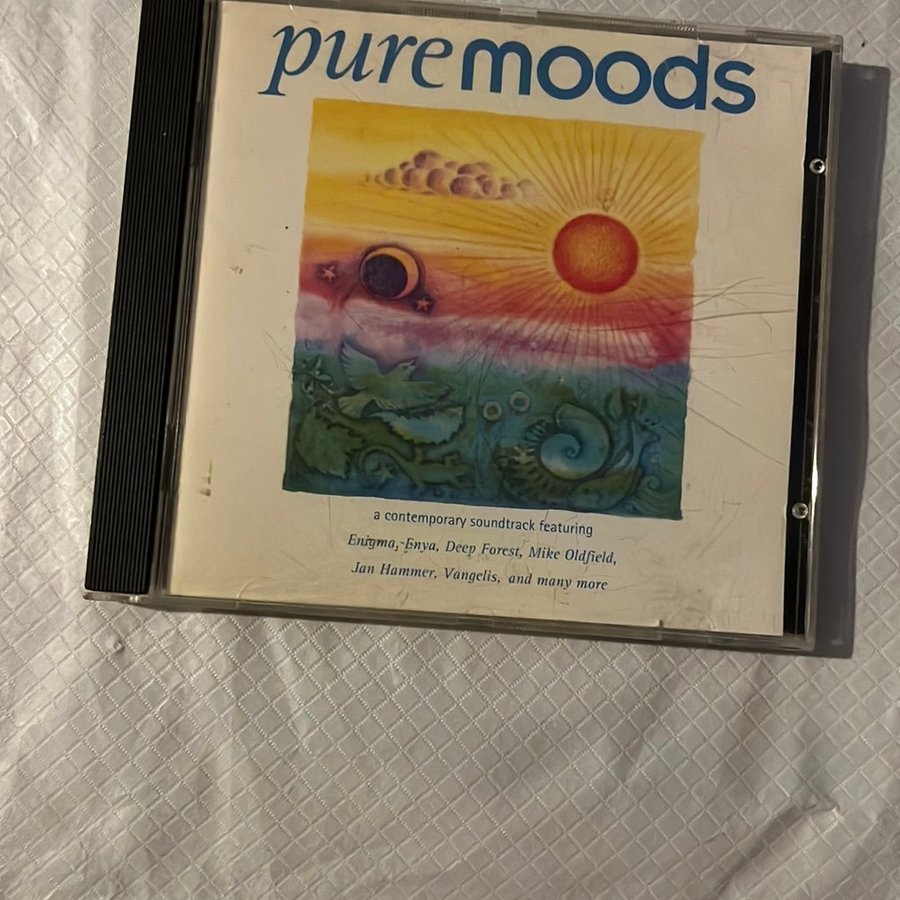 pure moods
a contemporary soundtrack featuring
Enigma, Enya, Deep Forest, Mike Oldfield,
Jan Hammer, Vangelis, and many more